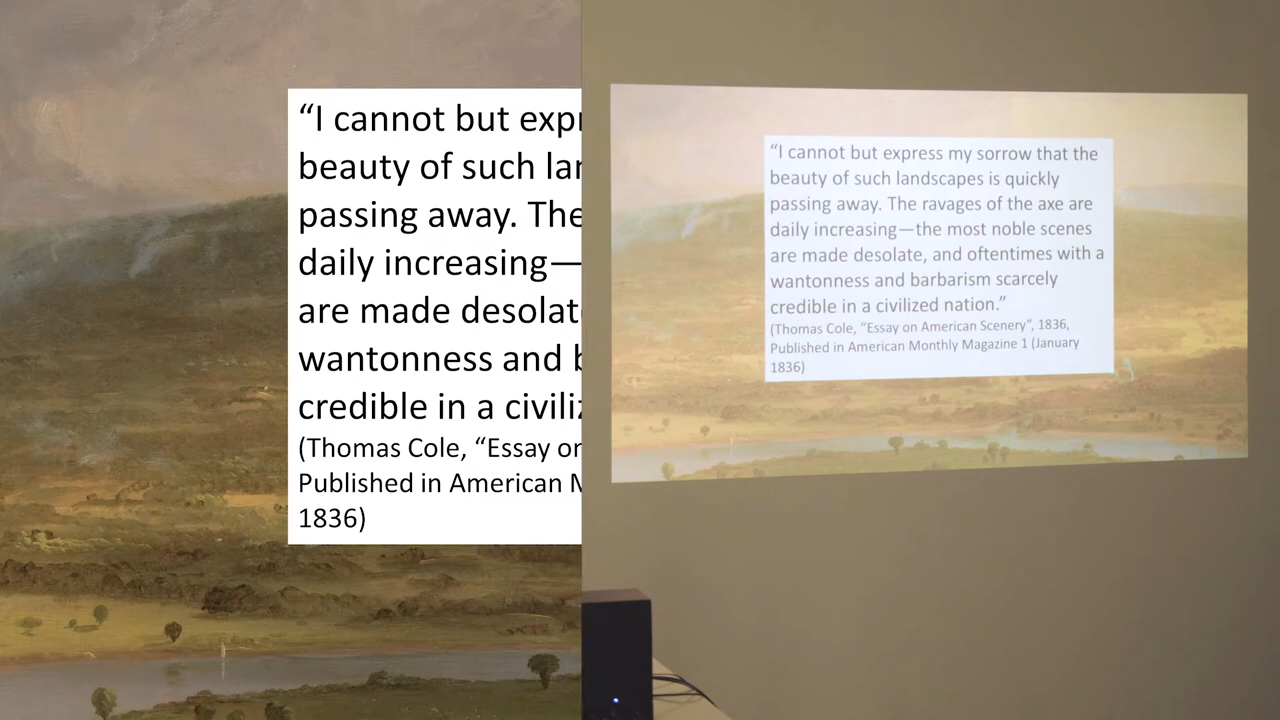 “I cannot but exp
beauty of such lan
passing away. The
daily increasing—
are made desolat
wantonness and b
credible in a civiliz
(Thomas Cole, “Essay on
Published in American M
1836)
“I cannot but express my sorrow that the
beauty of such landscapes is quickly
passing away. The ravages of the axe are
daily increasing—the most noble scenes
are made desolate, and oftentimes with a
wantonness and barbarism scarcely
credible in a civilized nation.”
(Thomas Cole, “Essay on American Scenery”, 1836,
Published in American Monthly Magazine 1 (January
1836)